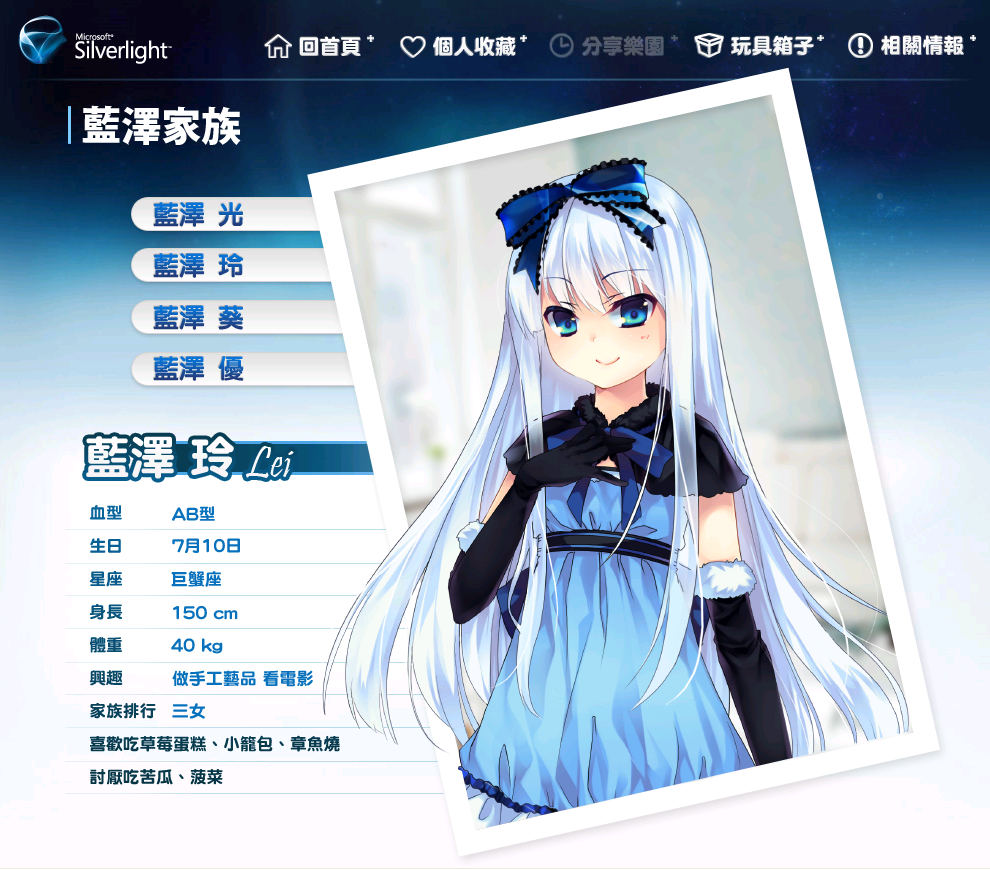 Microsoft®
Silverlight™
回首頁
個人收藏
分享樂園
玩具箱子
相關情報
藍澤家族
藍澤 光
藍澤 玲
藍澤 葵
藍澤 優
藍澤 玲 Lei
血型 AB型
生日 7月10日
星座 巨蟹座
身長 150 cm
體重 40 kg
興趣 做手工藝品 看電影
家族排行 三女
喜歡吃草莓蛋糕、小籠包、章魚燒
討厭吃苦瓜、菠菜